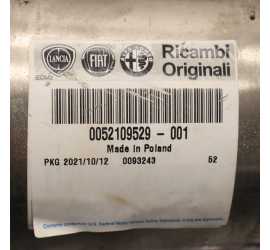 LANCIA FIAT Ricambi
Originali
0052109529 - 001
Made in Poland
PKG 2021/10/12 0093243 52